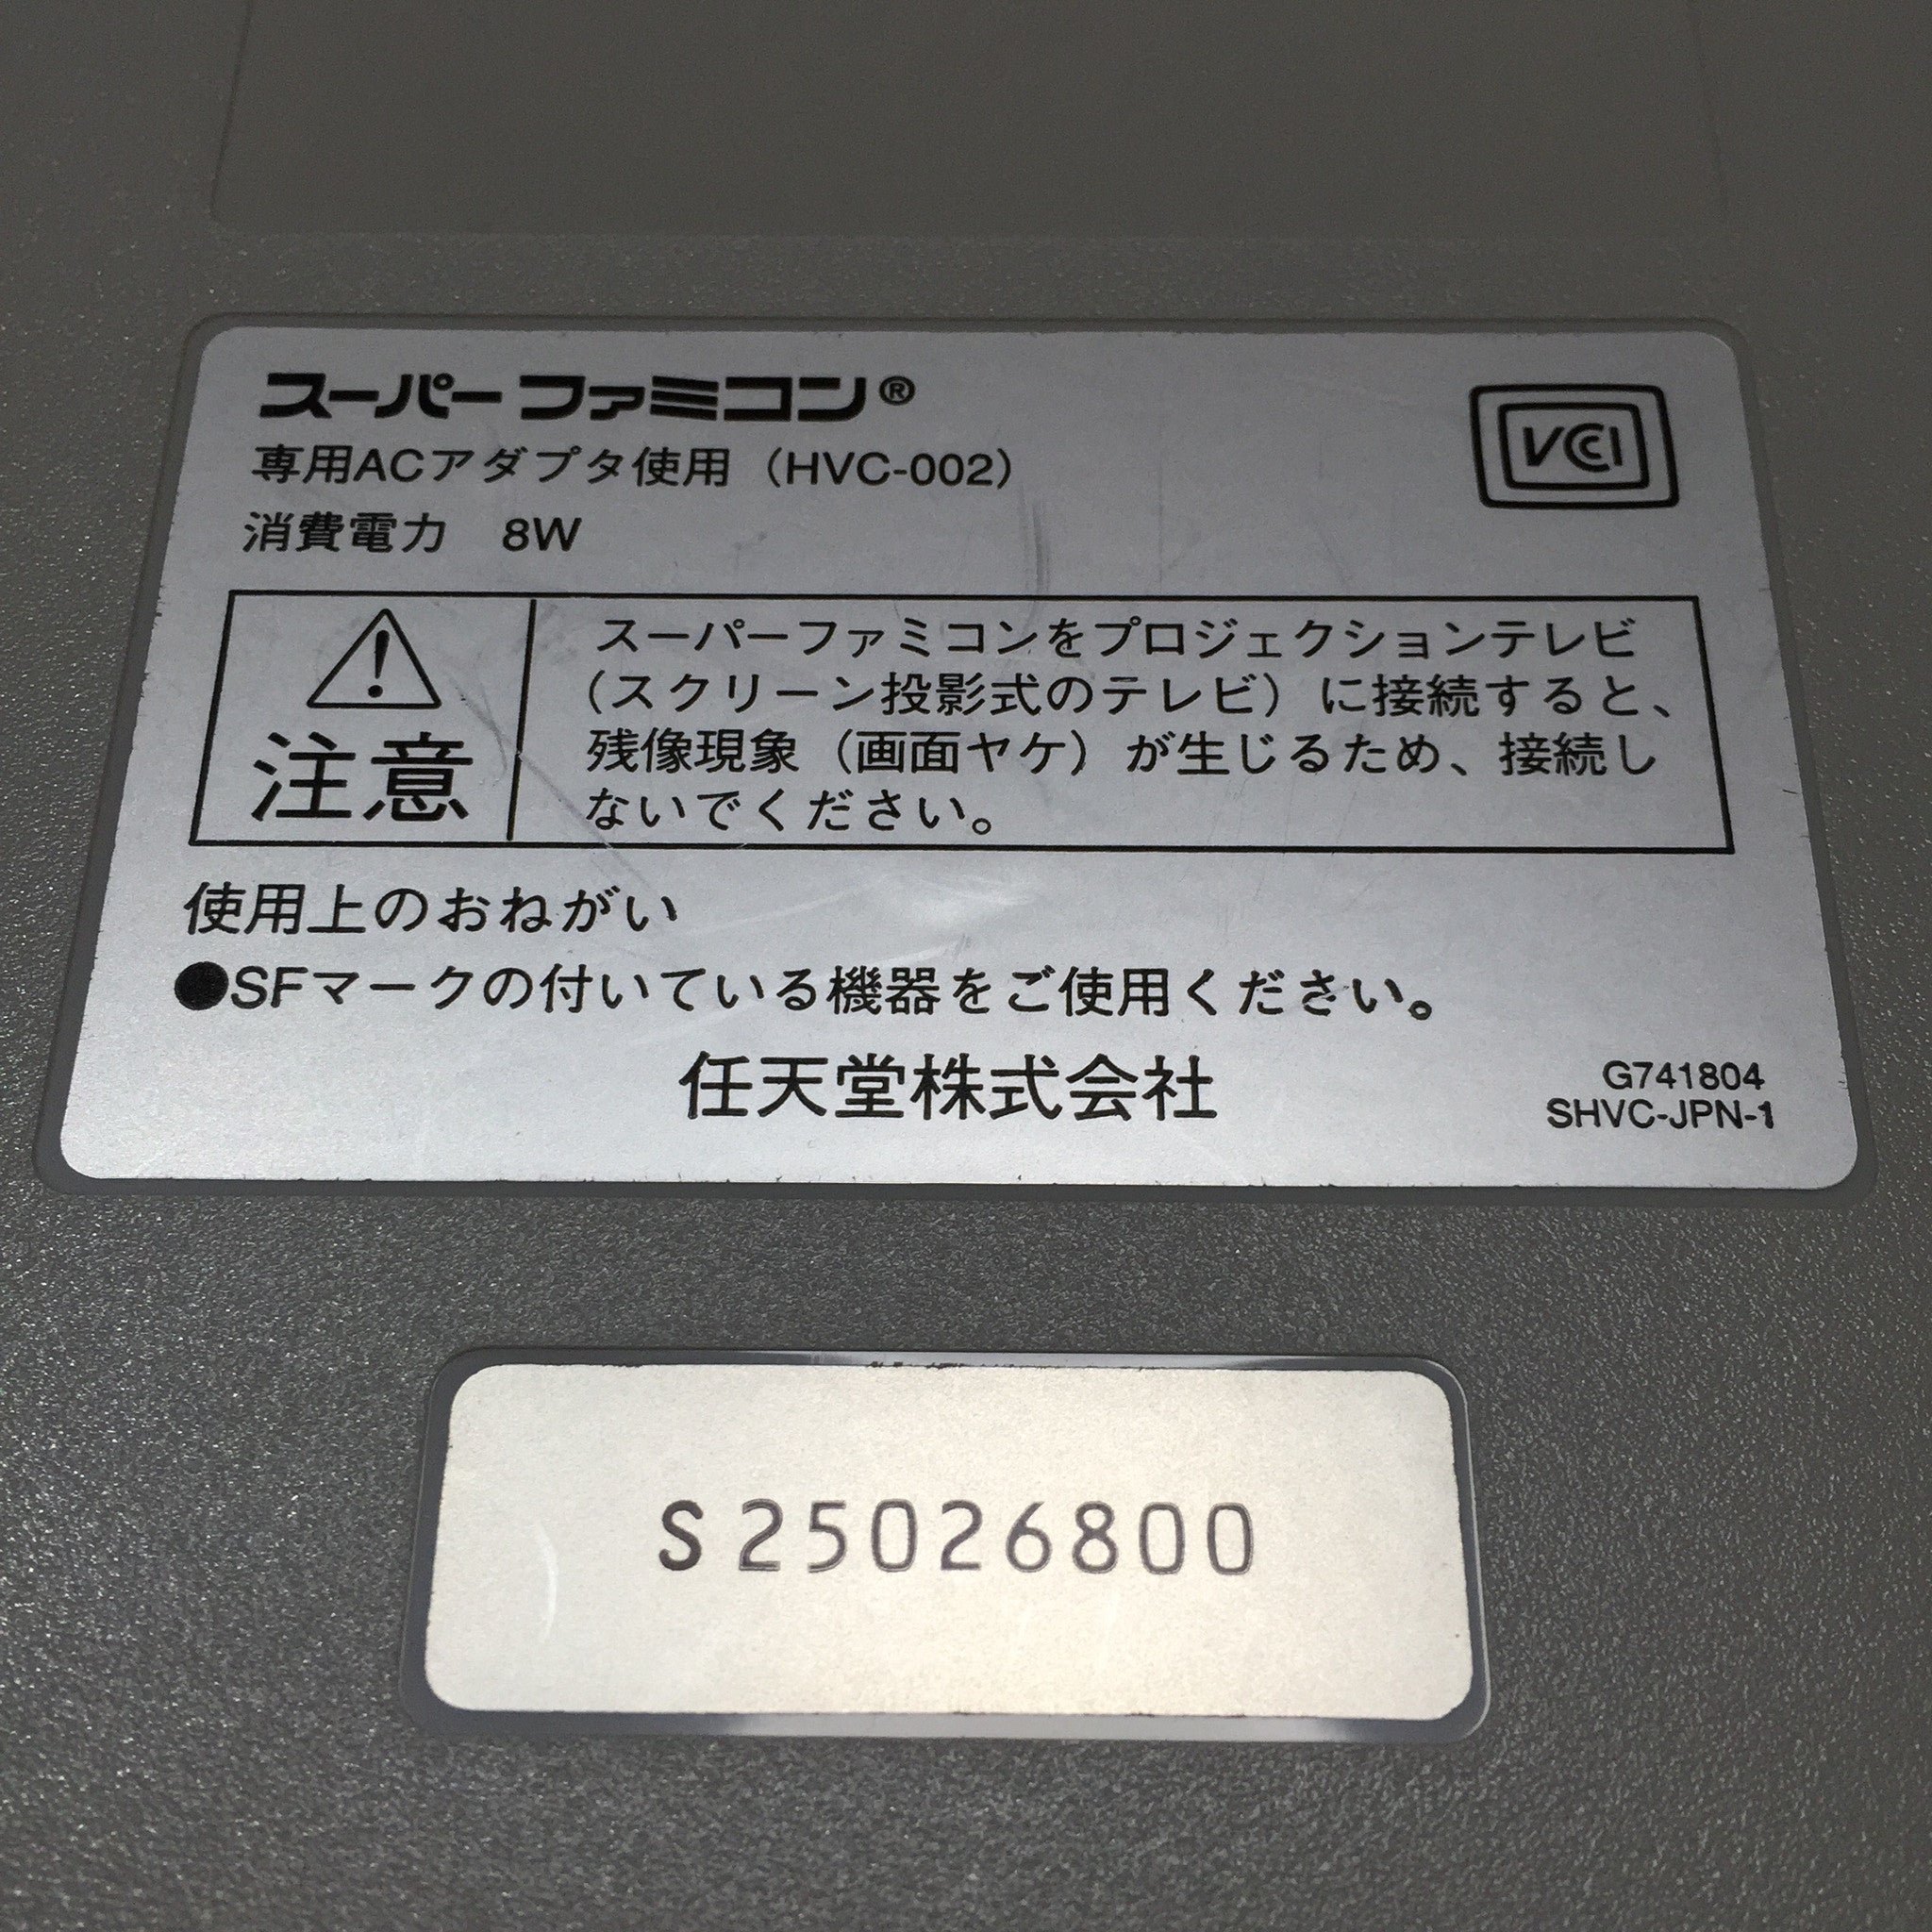 スーパーファミコン®
VCCI
専用ACアダプタ使用（HVC-002）
消費電力　8W
注意
スーパーファミコンをプロジェクションテレビ
（スクリーン投影式のテレビ）に接続すると、
残像現象（画面ヤケ）が生じるため、接続し
ないでください。
使用上のおねがい
●SFマークの付いている機器をご使用ください。
任天堂株式会社
G741804
SHVC-JPN-1
S25026800